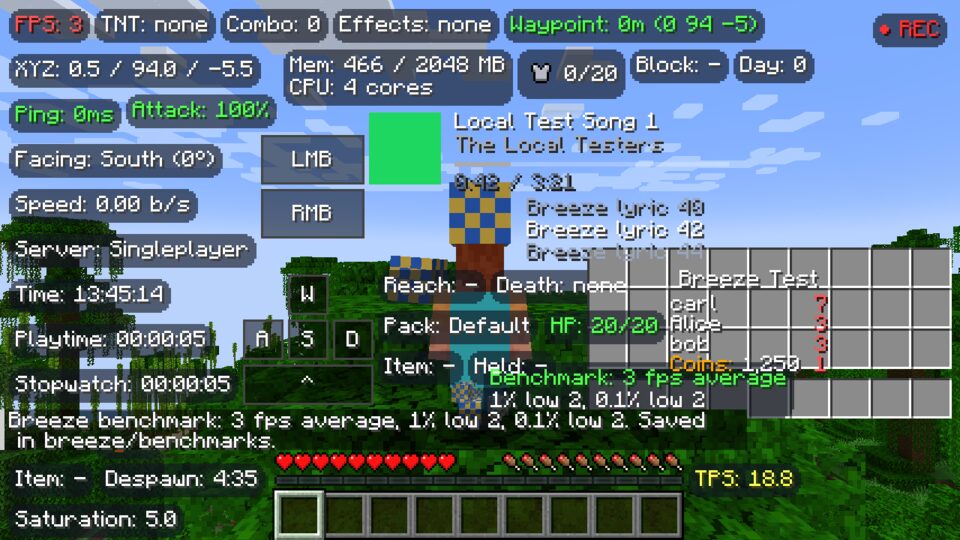 FPS: 3 TNT: none Combo: 0 Effects: none Waypoint: 0m (0 94 -5) REC
XYZ: 0.5 / 94.0 / -5.5 Mem: 466 / 2048 MB 0/20 Block: - Day: 0
CPU: 4 cores
Ping: 0ms Attack: 100%
Local Test Song 1
The Local Testers
Facing: South (0°) LMB
0:42 / 3:21
Speed: 0.00 b/s RMB
Breeze lyric 40
Breeze lyric 42
Breeze lyric 44
Server: Singleplayer
Breeze Test
Reach: - Death: none
Time: 13:45:14 W
carl 7
Pack: Default HP: 20/20 Alice 3
Playtime: 00:00:05 A S D
bob 3
Item: - Held: - Coins: 1,250 1
Stopwatch: 00:00:05 ^
Benchmark: 3 fps average
1% low 2, 0.1% low 2
Breeze benchmark: 3 fps average, 1% low 2, 0.1% low 2. Saved
in breeze/benchmarks.
Item: - Despawn: 4:35 TPS: 18.8
Saturation: 5.0